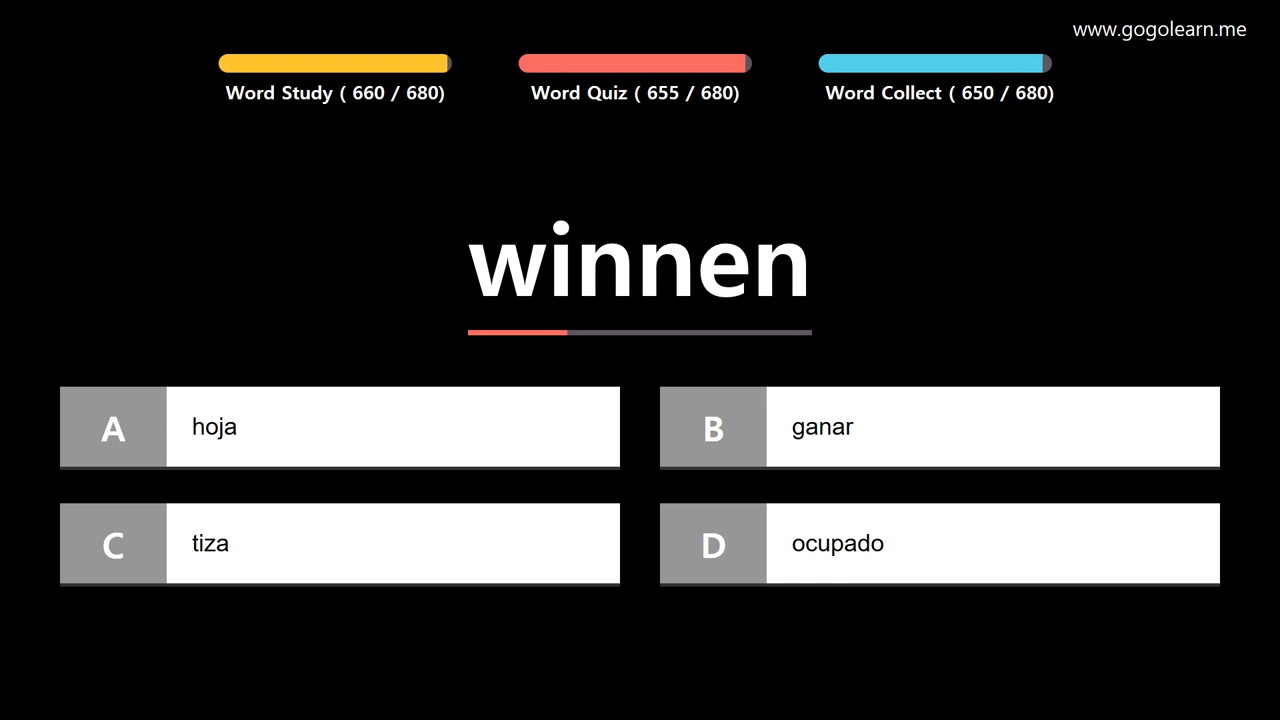 www.gogolearn.me
Word Study ( 660 / 680)
Word Quiz ( 655 / 680)
Word Collect ( 650 / 680)
winnen
A hoja
B ganar
C tiza
D ocupado